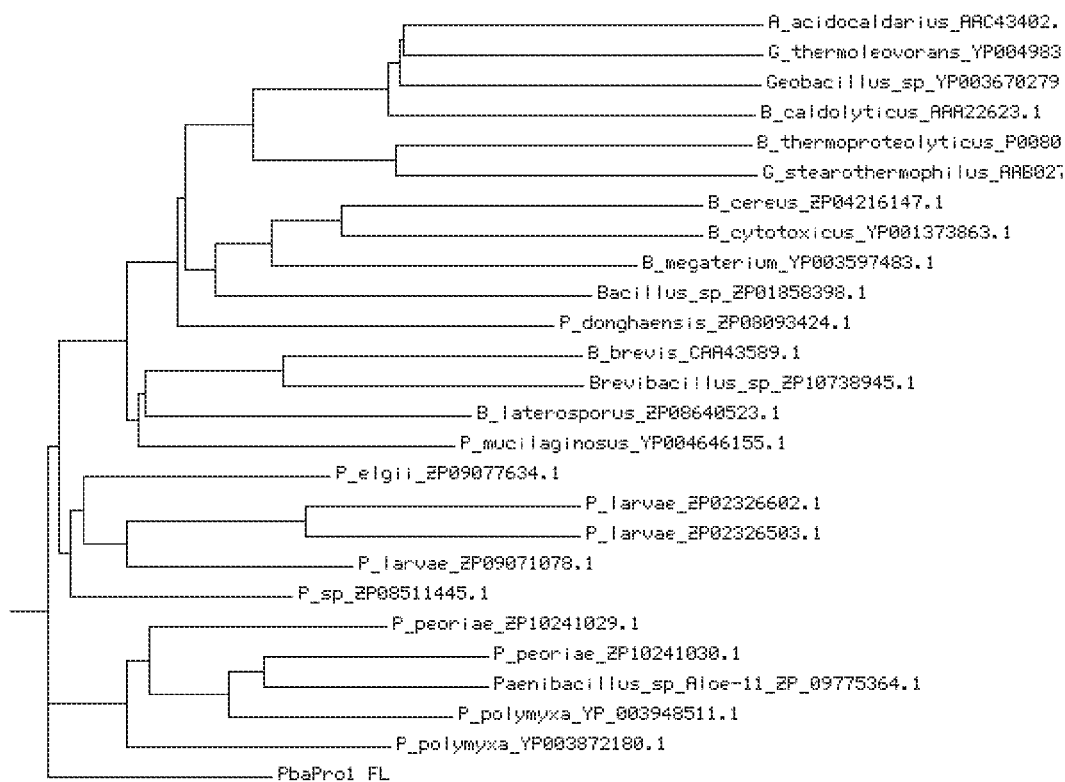 A_acidocaldarius_AAC43402.
G_thermoleovorans_YP004983
Geobacillus_sp_YP003670279
B_caldolyticus_AAA22623.1
B_thermoproteolyticus_P0080
G_stearothermophilus_AAB027
B_cereus_ZP04216147.1
B_cytotoxicus_YP001373863.1
B_megaterium_YP003597483.1
Bacillus_sp_ZP01858398.1
P_donghaensis_ZP08093424.1
B_brevis_CAA43589.1
Brevibacillus_sp_ZP10738945.1
B_laterosporus_ZP08640523.1
P_mucilaginosus_YP004646155.1
P_elgii_ZP09077634.1
P_larvae_ZP02326602.1
P_larvae_ZP02326503.1
P_larvae_ZP09071078.1
P_sp_ZP08511445.1
P_peoriae_ZP10241029.1
P_peoriae_ZP10241030.1
Paenibacillus_sp_Aloe-11_ZP_09775364.1
P_polymyxa_YP_003948511.1
P_polymyxa_YP003872180.1
PbaPro1_FL